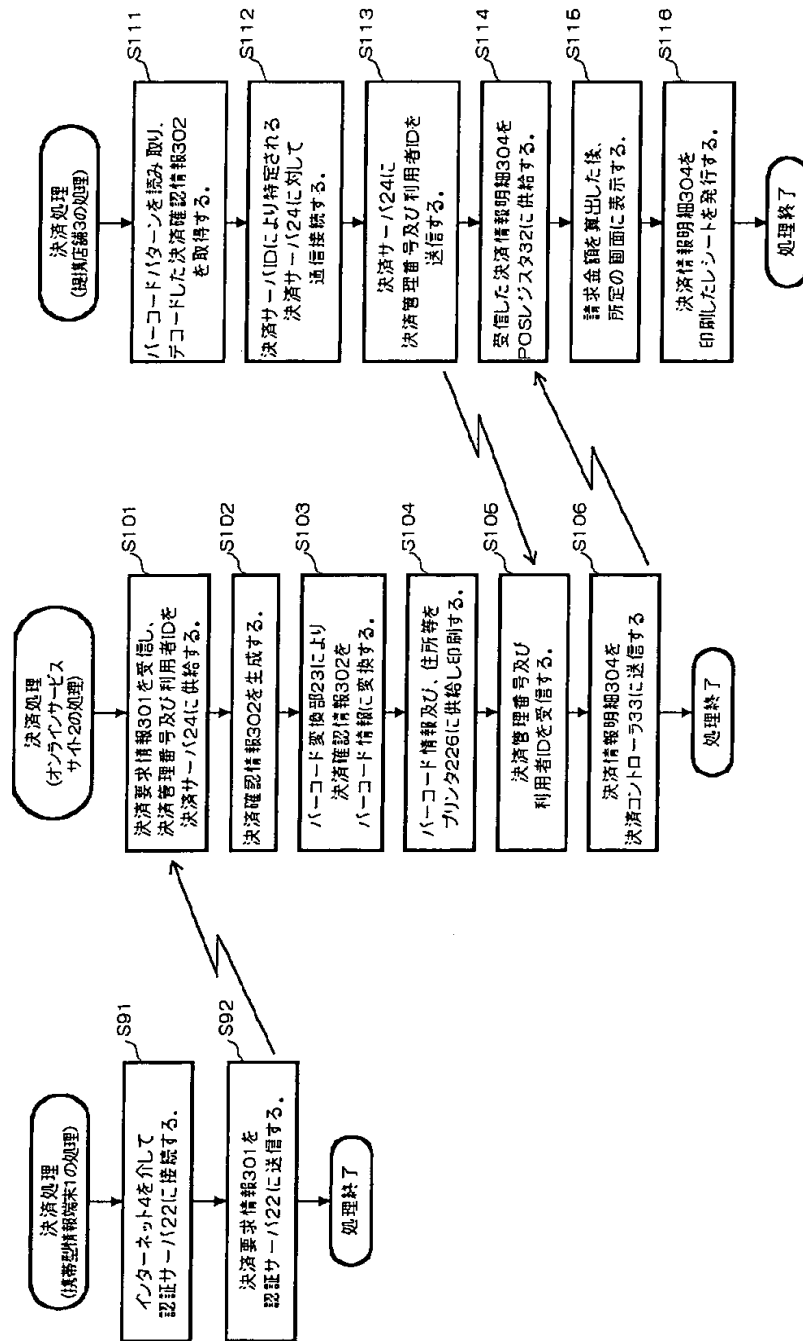 決済処理
(携帯型情報端末1の処理)
S91
インターネット4を介して
認証サーバ22に接続する。
S92
決済要求情報301を
認証サーバ22に送信する。
処理終了
決済処理
(オンラインサービス
サイト2の処理)
S101
決済要求情報301を受信し、
決済管理番号及び利用者IDを
決済サーバ24に供給する。
S102
決済確認情報302を生成する。
S103
バーコード変換部23により
決済確認情報302を
バーコード情報に変換する。
S104
バーコード情報及び、住所等を
プリンタ226に供給し印刷する。
S105
決済管理番号及び
利用者IDを受信する。
S106
決済情報明細304を
決済コントローラ33に送信する
処理終了
決済処理
(提携店舗3の処理)
S111
バーコードパターンを読み取り、
デコードした決済確認情報302
を取得する。
S112
決済サーバIDにより特定される
決済サーバ24に対して
通信接続する。
S113
決済サーバ24に
決済管理番号及び利用者IDを
送信する。
S114
受信した決済情報明細304を
POSレジスタ32に供給する。
S115
請求金額を算出した後、
所定の画面に表示する。
S116
決済情報明細304を
印刷したレシートを発行する。
処理終了